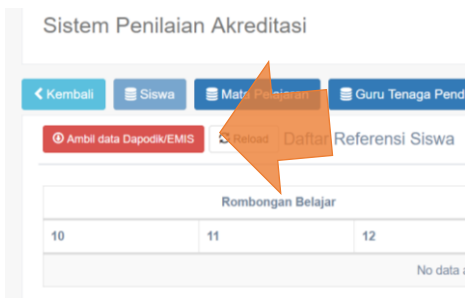 Sistem Penilaian Akreditasi
Kembali Siswa Mata Pelajaran Guru Tenaga Pend
Ambil data Dapodik/EMIS Reload Daftar Referensi Siswa
Rombongan Belajar
10 11 12
No data a